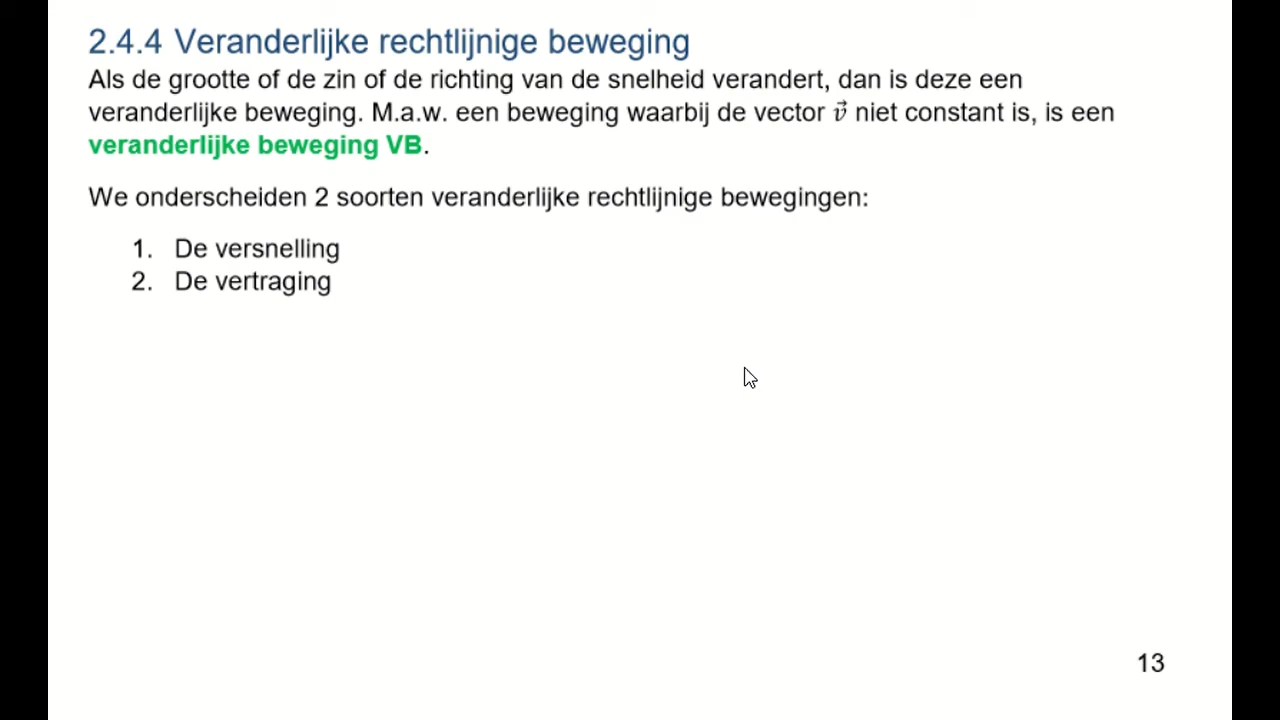 2.4.4 Veranderlijke rechtlijnige beweging
Als de grootte of de zin of de richting van de snelheid verandert, dan is deze een
veranderlijke beweging. M.a.w. een beweging waarbij de vector v⃗ niet constant is, is een
veranderlijke beweging VB.
We onderscheiden 2 soorten veranderlijke rechtlijnige bewegingen:
1. De versnelling
2. De vertraging
13